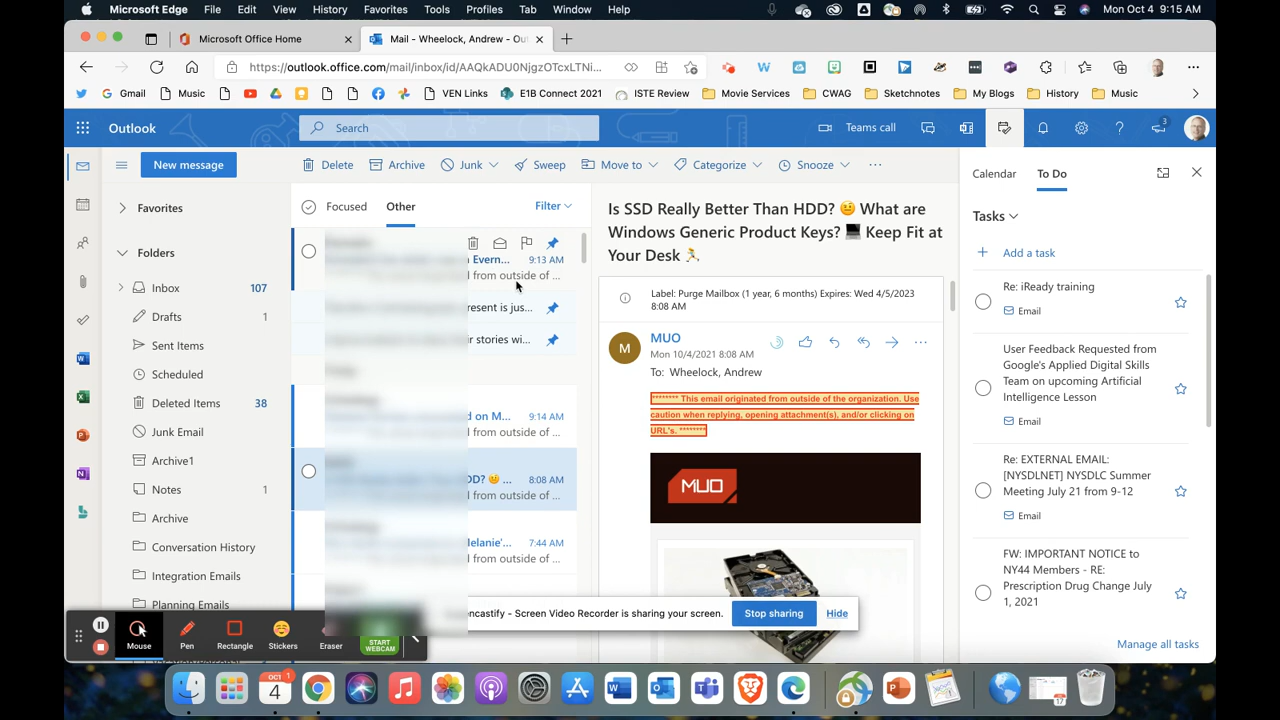 Microsoft Edge File Edit View History Favorites Tools Profiles Tab Window Help Mon Oct 4 9:15 AM
Microsoft Office Home
Mail - Wheelock, Andrew - Ou
https://outlook.office.com/mail/inbox/id/AAQkADU0NjgzOTcxLTNi...
Gmail Music VEN Links E1B Connect 2021 ISTE Review Movie Services CWAG Sketchnotes My Blogs History Music
Outlook
Search
Teams call
3
New message
Delete Archive Junk Sweep Move to Categorize Snooze
Favorites
Folders
Inbox 107
Drafts 1
Sent Items
Scheduled
Deleted Items 38
Junk Email
Archive1
Notes 1
Archive
Conversation History
Integration Emails
Planning Emails
Focused Other Filter
Evern... 9:13 AM
from outside of ...
present is jus...
stories wi...
on M... 9:14 AM
from outside of ...
HDD? 😐 ... 8:08 AM
from outside of ...
elanie'... 7:44 AM
from outside of ...
Is SSD Really Better Than HDD? 😐 What are
Windows Generic Product Keys? 💻 Keep Fit at
Your Desk 🏃
Label: Purge Mailbox (1 year, 6 months) Expires: Wed 4/5/2023
8:08 AM
M
MUO
Mon 10/4/2021 8:08 AM
To: Wheelock, Andrew
******** This email originated from outside of the organization. Use
caution when replying, opening attachment(s), and/or clicking on
URL's. ********
MUO
Calendar To Do
Tasks
Add a task
Re: iReady training
Email
User Feedback Requested from
Google's Applied Digital Skills
Team on upcoming Artificial
Intelligence Lesson
Email
Re: EXTERNAL EMAIL:
[NYSDLNET] NYSDLC Summer
Meeting July 21 from 9-12
Email
FW: IMPORTANT NOTICE to
NY44 Members - RE:
Prescription Drug Change July
1, 2021
Manage all tasks
encastify - Screen Video Recorder is sharing your screen. Stop sharing Hide
Mouse Pen Rectangle Stickers Eraser START
WEBCAM
OCT
4
1
17